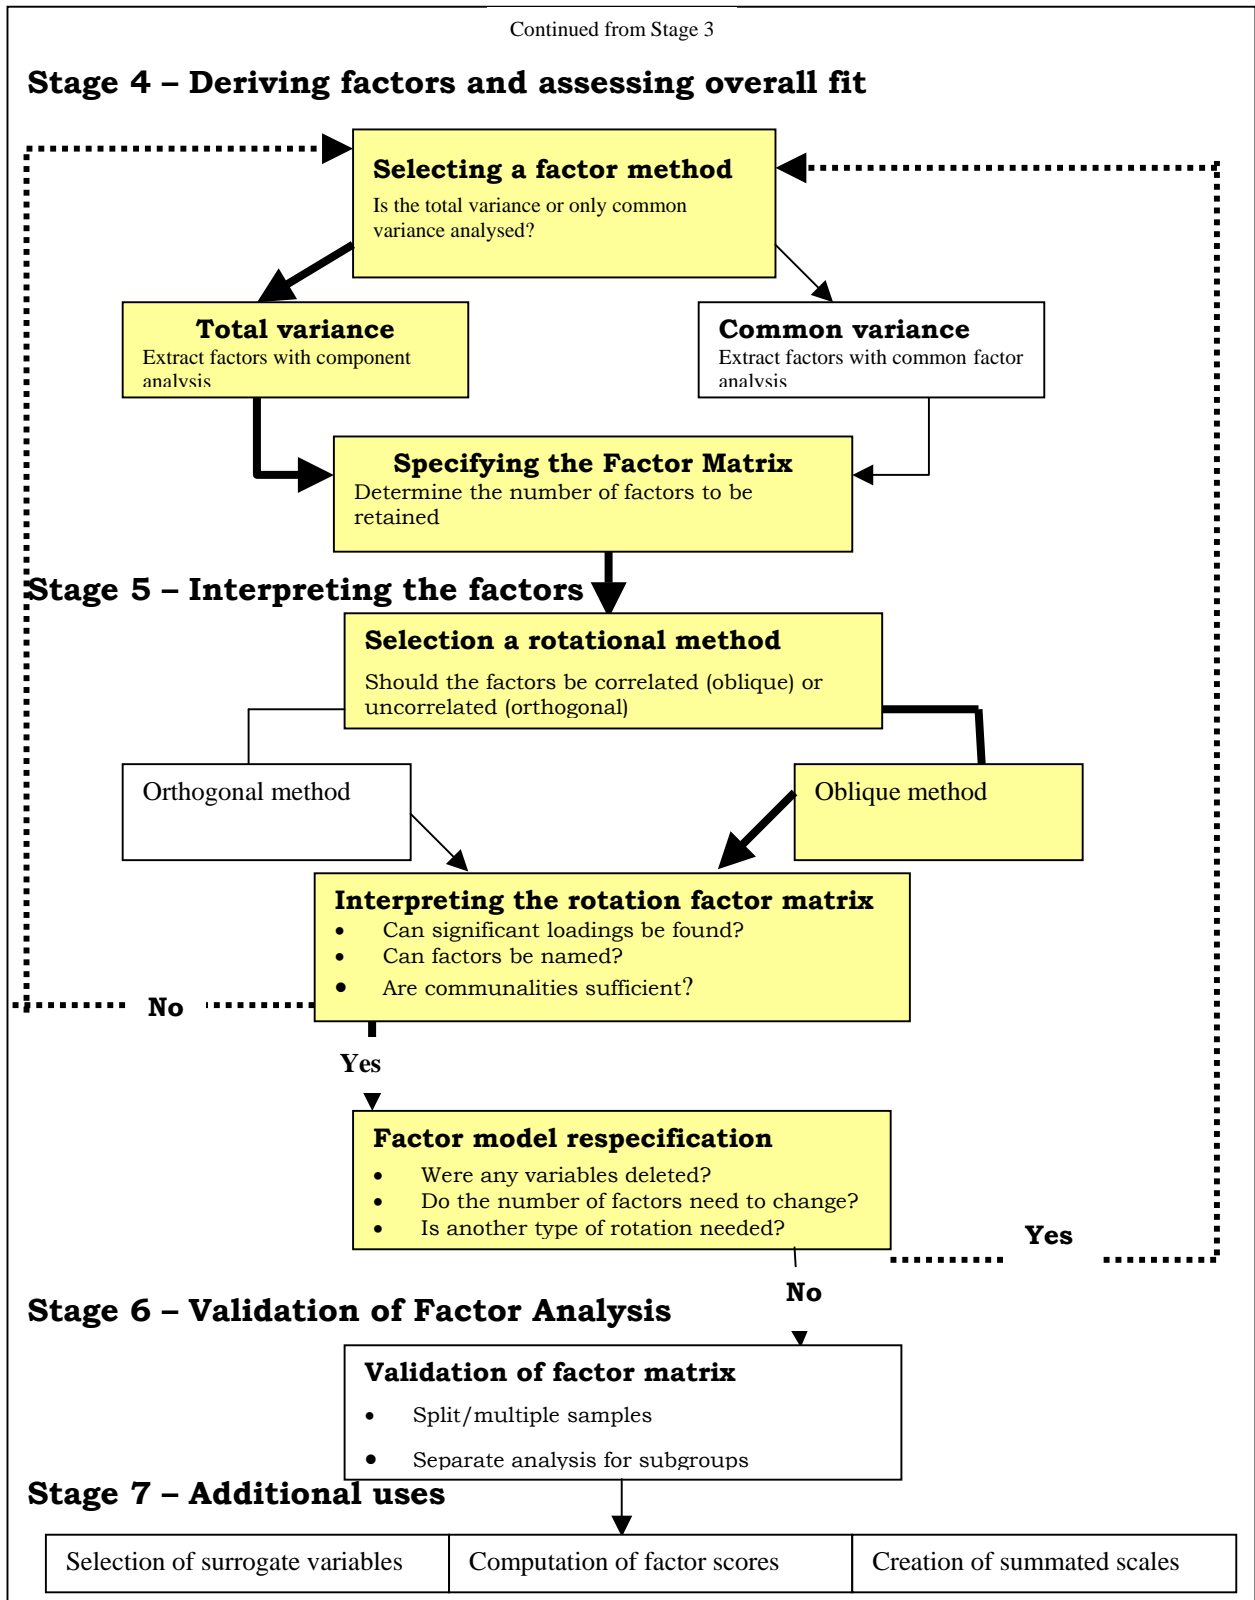 Continued from Stage 3
Stage 4 – Deriving factors and assessing overall fit
Selecting a factor method
Is the total variance or only common
variance analysed?
Total variance
Extract factors with component
analysis
Common variance
Extract factors with common factor
analysis
Specifying the Factor Matrix
Determine the number of factors to be
retained
Stage 5 – Interpreting the factors
Selection a rotational method
Should the factors be correlated (oblique) or
uncorrelated (orthogonal)
Orthogonal method
Oblique method
Interpreting the rotation factor matrix
• Can significant loadings be found?
• Can factors be named?
• Are communalities sufficient?
No
Yes
Factor model respecification
• Were any variables deleted?
• Do the number of factors need to change?
• Is another type of rotation needed?
Yes
No
Stage 6 – Validation of Factor Analysis
Validation of factor matrix
• Split/multiple samples
• Separate analysis for subgroups
Stage 7 – Additional uses
Selection of surrogate variables
Computation of factor scores
Creation of summated scales